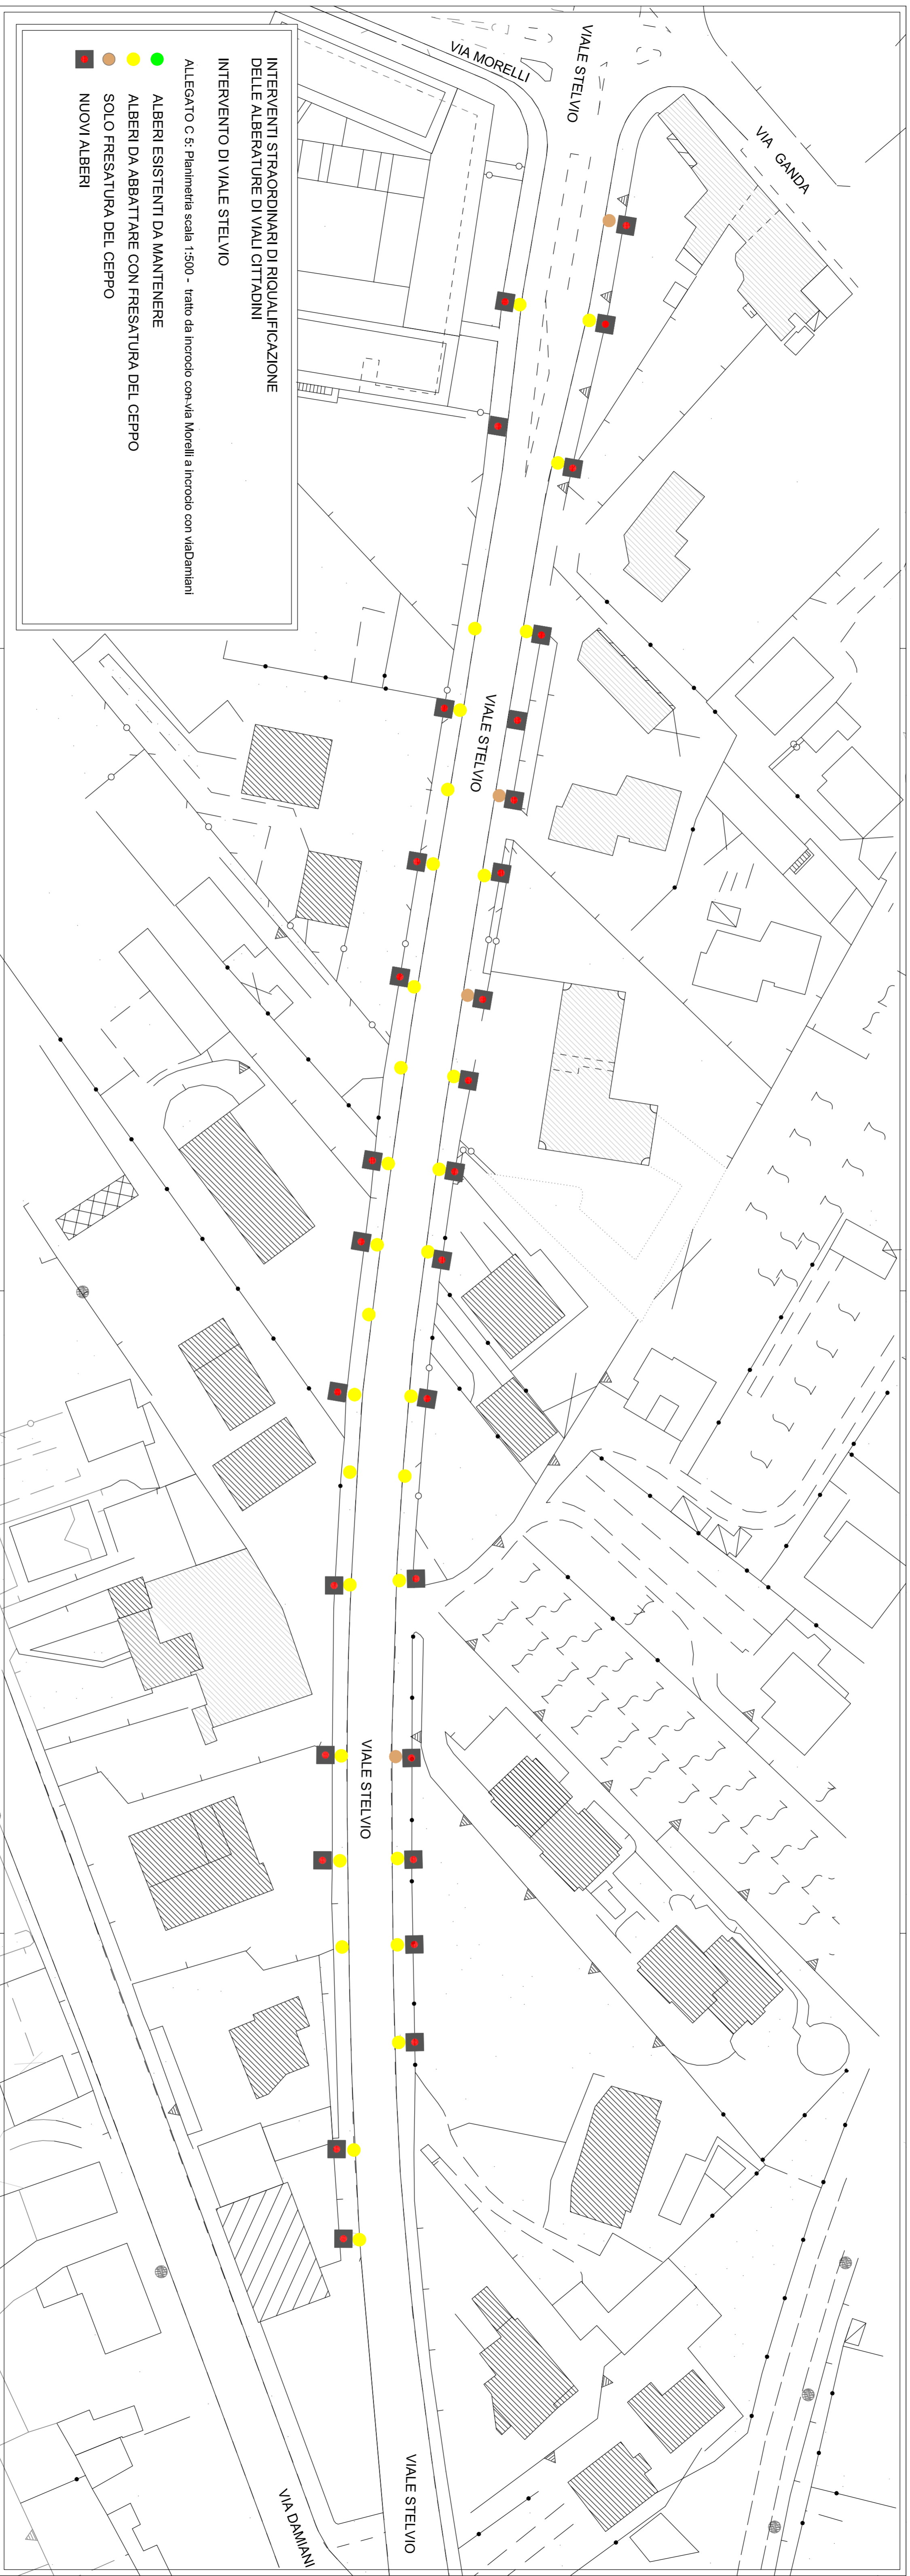 INTERVENTI STRAORDINARI DI RIQUALIFICAZIONE
DELLE ALBERATURE DI VIALI CITTADINI
INTERVENTO DI VIALE STELVIO
ALLEGATO C 5: Planimetria scala 1:500 - tratto da incrocio con via Morelli a incrocio con viaDamiani
ALBERI ESISTENTI DA MANTENERE
ALBERI DA ABBATTARE CON FRESATURA DEL CEPPO
SOLO FRESATURA DEL CEPPO
NUOVI ALBERI
VIA MORELLI
VIALE STELVIO
VIA GANDA
VIALE STELVIO
VIALE STELVIO
VIALE STELVIO
VIA DAMIANI